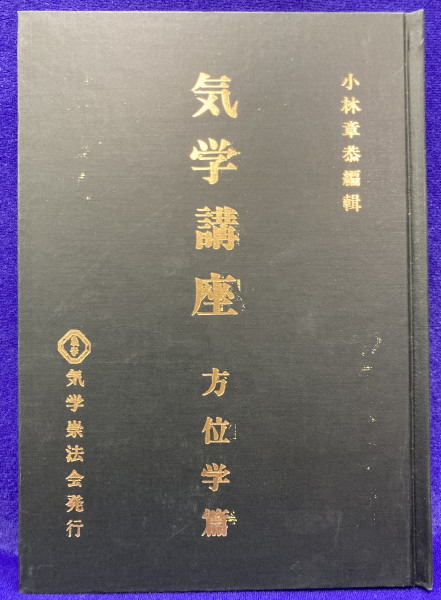 小林章恭編輯
気学講座 方位学篇
気学崇法会発行